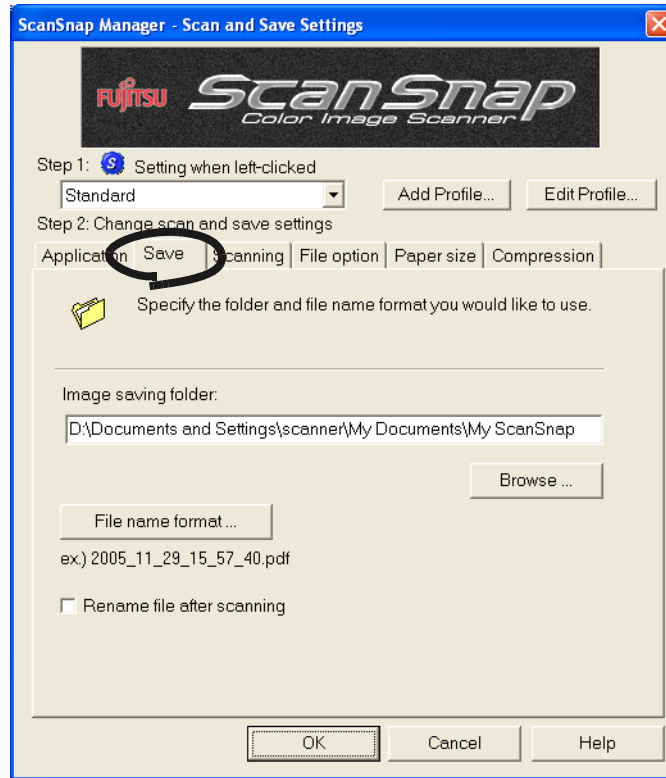 ScanSnap Manager - Scan and Save Settings
FUJITSU ScanSnap
Color Image Scanner
Step 1: S Setting when left-clicked
Standard Add Profile... Edit Profile...
Step 2: Change scan and save settings
Application Save Scanning File option Paper size Compression
Specify the folder and file name format you would like to use.
Image saving folder:
D:\Documents and Settings\scanner\My Documents\My ScanSnap
Browse ...
File name format ...
ex.) 2005_11_29_15_57_40.pdf
Rename file after scanning
OK Cancel Help